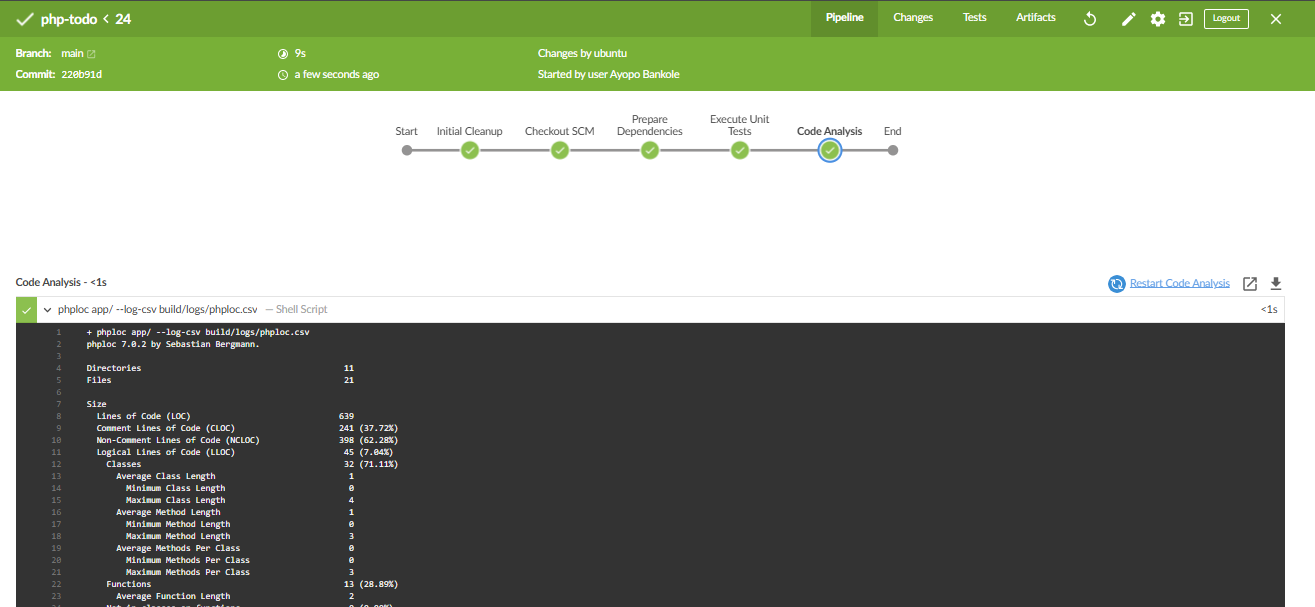 php-todo < 24 Pipeline Changes Tests Artifacts Logout
Branch: main 9s Changes by ubuntu
Commit: 220b91d a few seconds ago Started by user Ayopo Bankole
Start Initial Cleanup Checkout SCM Prepare Dependencies Execute Unit Tests Code Analysis End
Code Analysis - <1s Restart Code Analysis
phploc app/ --log-csv build/logs/phploc.csv — Shell Script <1s
1 + phploc app/ --log-csv build/logs/phploc.csv
2 phploc 7.0.2 by Sebastian Bergmann.
3
4 Directories 11
5 Files 21
6
7 Size
8 Lines of Code (LOC) 639
9 Comment Lines of Code (CLOC) 241 (37.72%)
10 Non-Comment Lines of Code (NCLOC) 398 (62.28%)
11 Logical Lines of Code (LLOC) 45 (7.04%)
12 Classes 32 (71.11%)
13 Average Class Length 1
14 Minimum Class Length 0
15 Maximum Class Length 4
16 Average Method Length 1
17 Minimum Method Length 0
18 Maximum Method Length 3
19 Average Methods Per Class 0
20 Minimum Methods Per Class 0
21 Maximum Methods Per Class 3
22 Functions 13 (28.89%)
23 Average Function Length 2